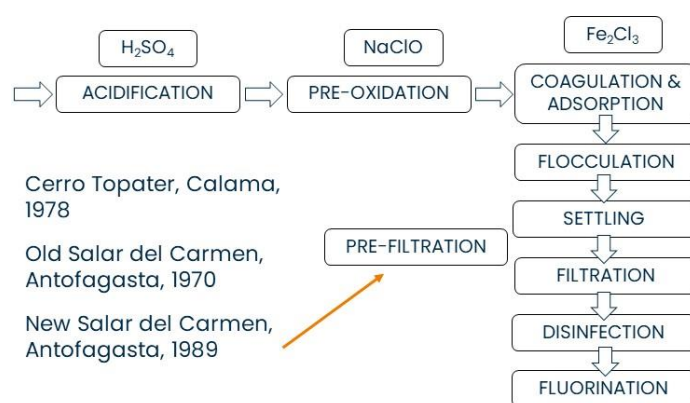 H₂SO₄
NaClO
Fe₂Cl₃
ACIDIFICATION
PRE-OXIDATION
COAGULATION &
ADSORPTION
FLOCCULATION
Cerro Topater, Calama,
1978
SETTLING
Old Salar del Carmen,
Antofagasta, 1970
PRE-FILTRATION
FILTRATION
New Salar del Carmen,
Antofagasta, 1989
DISINFECTION
FLUORINATION